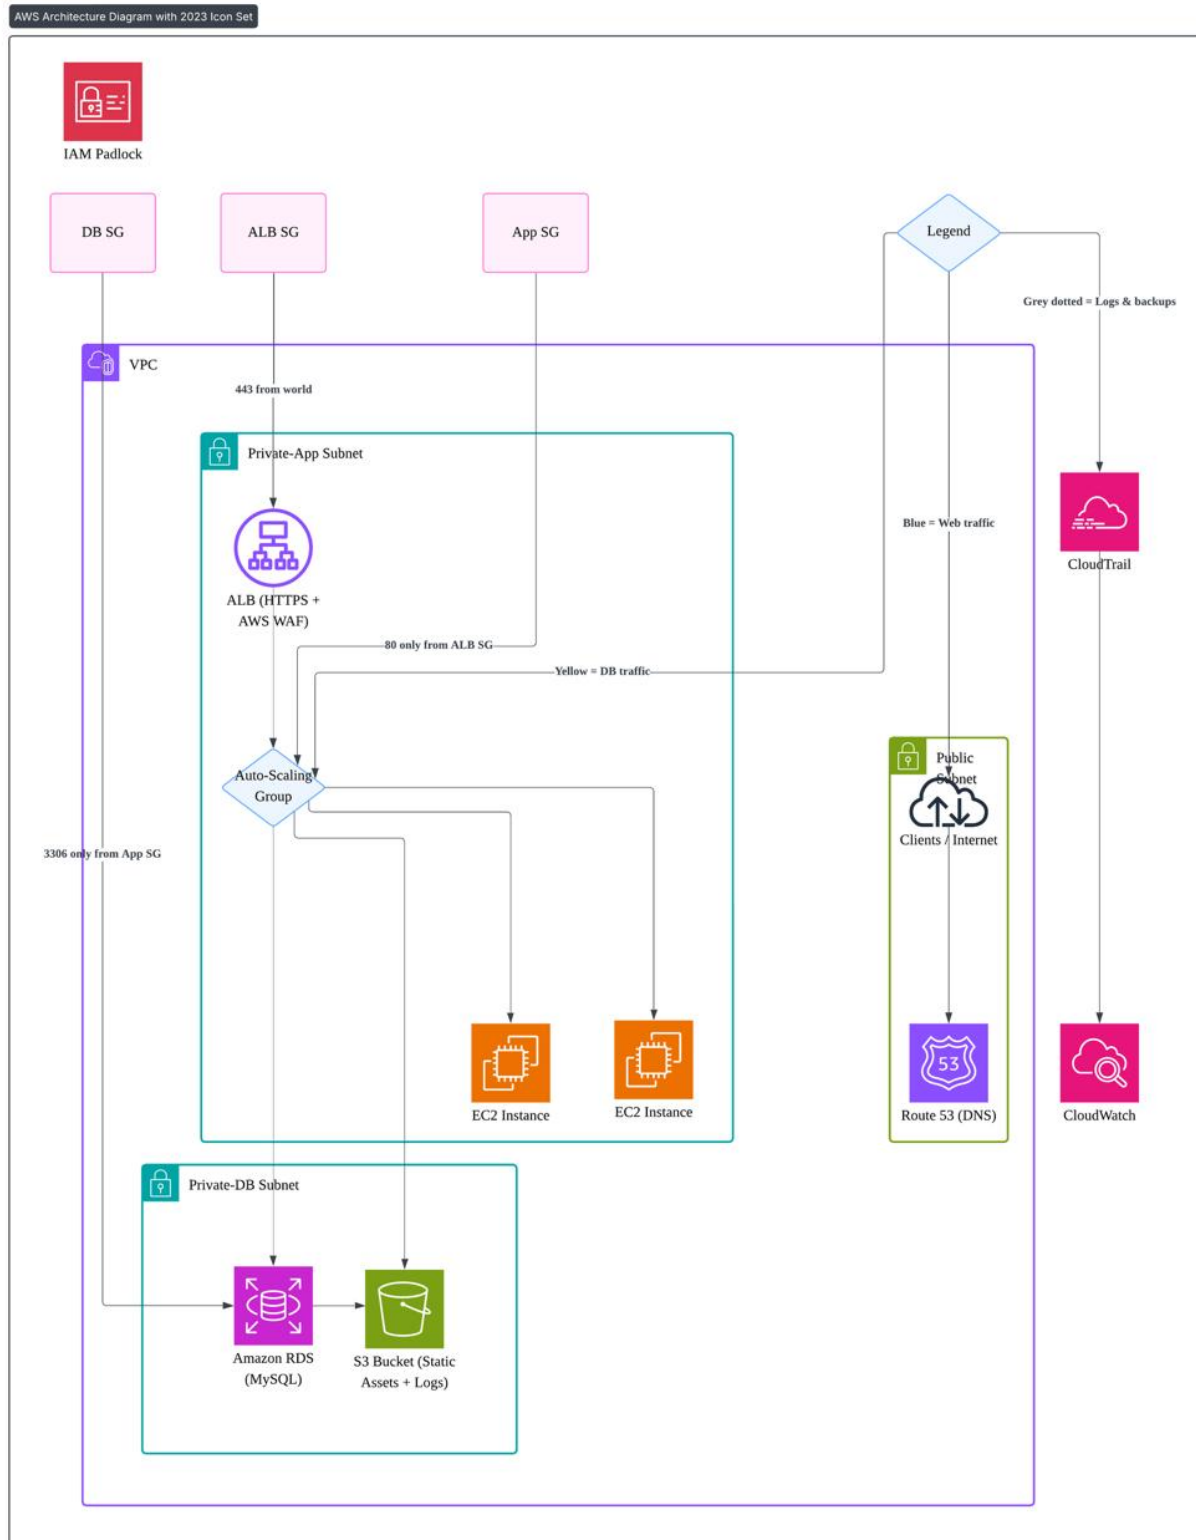 AWS Architecture Diagram with 2023 Icon Set
IAM Padlock
DB SG
ALB SG
App SG
Legend
Grey dotted = Logs & backups
VPC
443 from world
Private-App Subnet
Blue = Web traffic
CloudTrail
ALB (HTTPS +
AWS WAF)
80 only from ALB SG
Yellow = DB traffic
Public
Subnet
Auto-Scaling
Group
Clients / Internet
3306 only from App SG
53
EC2 Instance
EC2 Instance
Route 53 (DNS)
CloudWatch
Private-DB Subnet
Amazon RDS
(MySQL)
S3 Bucket (Static
Assets + Logs)